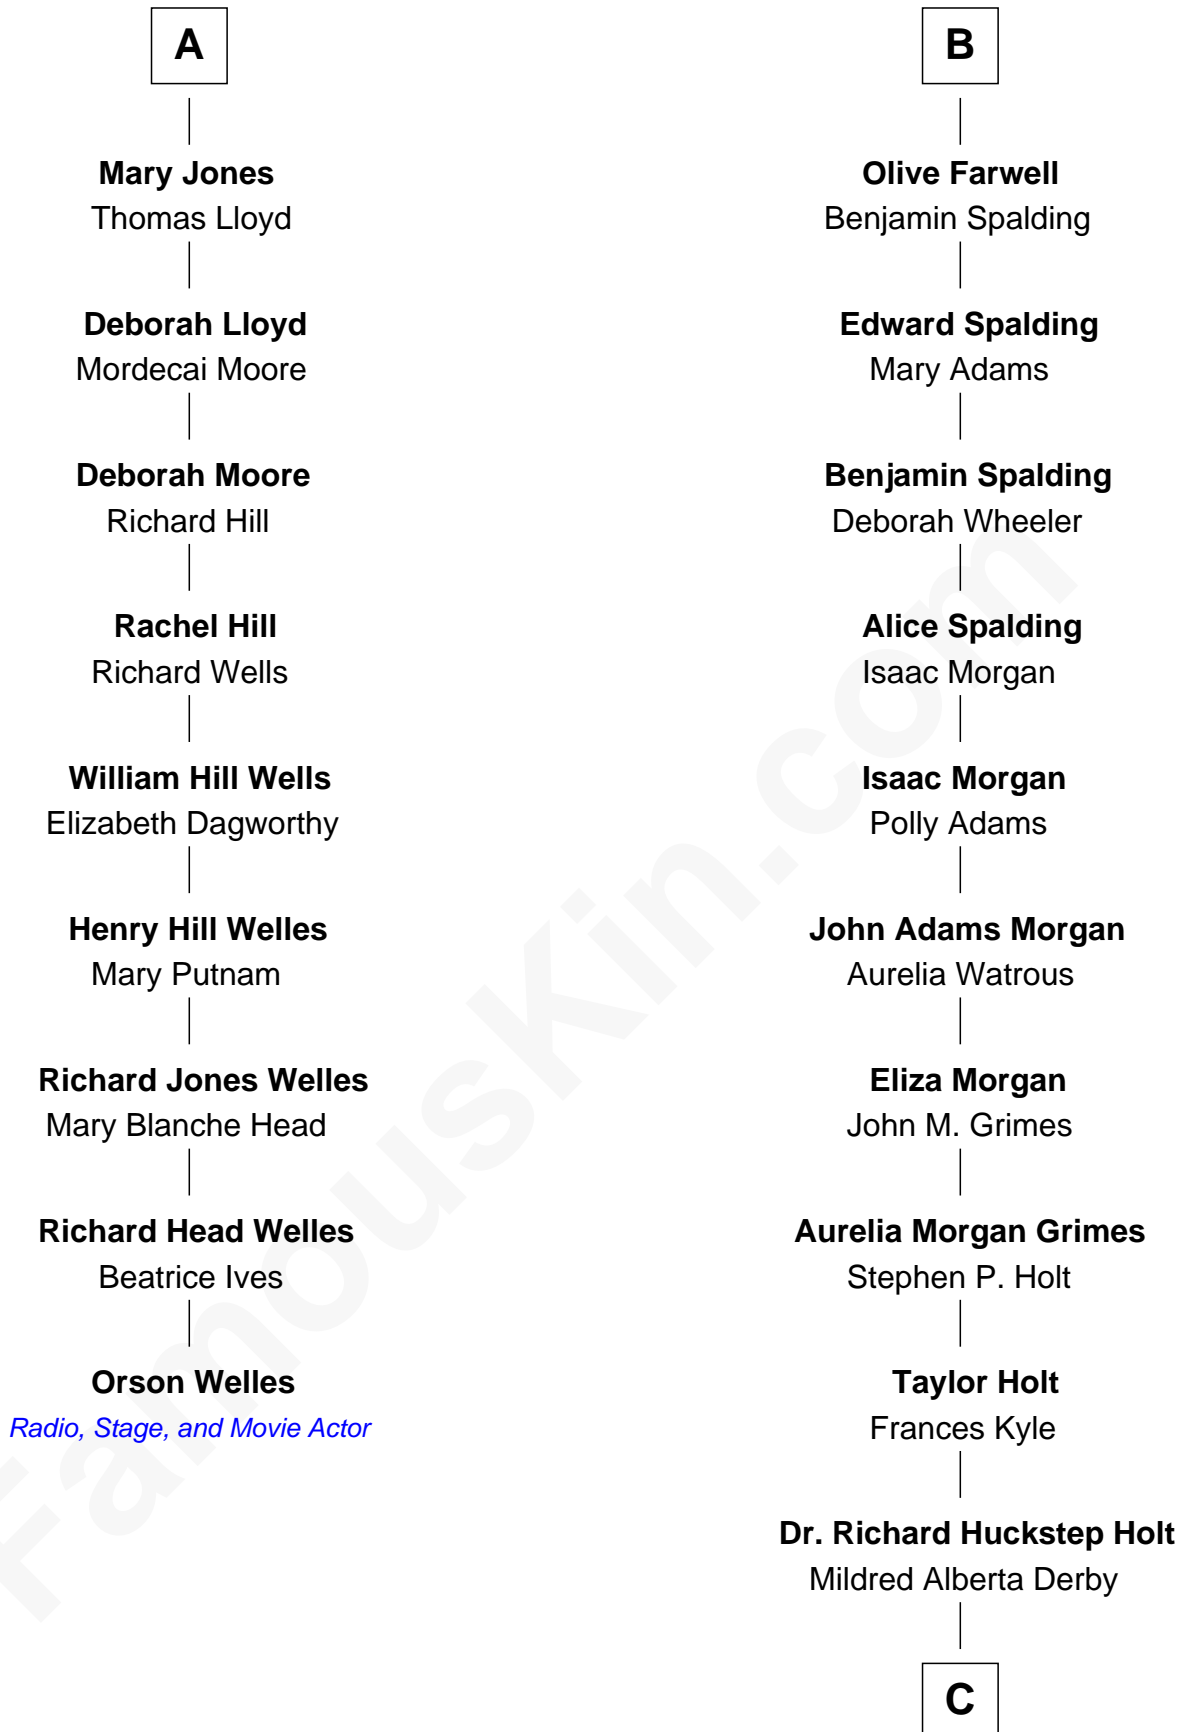 A
Mary Jones
Thomas Lloyd
Deborah Lloyd
Mordecai Moore
Deborah Moore
Richard Hill
Rachel Hill
Richard Wells
William Hill Wells
Elizabeth Dagworthy
Henry Hill Welles
Mary Putnam
Richard Jones Welles
Mary Blanche Head
Richard Head Welles
Beatrice Ives
Orson Welles
Radio, Stage, and Movie Actor
B
Olive Farwell
Benjamin Spalding
Edward Spalding
Mary Adams
Benjamin Spalding
Deborah Wheeler
Alice Spalding
Isaac Morgan
Isaac Morgan
Polly Adams
John Adams Morgan
Aurelia Watrous
Eliza Morgan
John M. Grimes
Aurelia Morgan Grimes
Stephen P. Holt
Taylor Holt
Frances Kyle
Dr. Richard Huckstep Holt
Mildred Alberta Derby
C
FamousKin.com